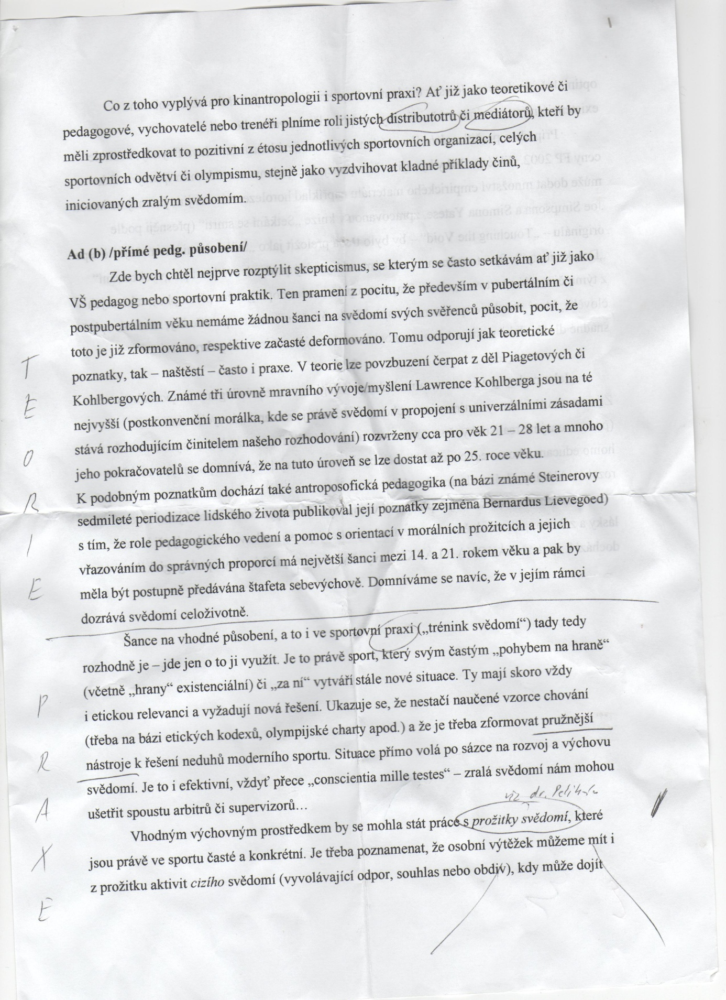 Co z toho vyplývá pro kinantropologii i sportovní praxi? Ať již jako teoretikové či
pedagogové, vychovatelé nebo trenéři plníme roli jistých distributotrů či mediátorů, kteří by
měli zprostředkovat to pozitivní z étosu jednotlivých sportovních organizací, celých
sportovních odvětví či olympismu, stejně jako vyzdvihovat kladné příklady činů,
iniciovaných zralým svědomím.
Ad (b) /přímé pedg. působení/
Zde bych chtěl nejprve rozptýlit skepticismus, se kterým se často setkávám ať již jako
VŠ pedagog nebo sportovní praktik. Ten pramení z pocitu, že především v pubertálním či
postpubertálním věku nemáme žádnou šanci na svědomí svých svěřenců působit, pocit, že
toto je již zformováno, respektive začasté deformováno. Tomu odporují jak teoretické
poznatky, tak – naštěstí – často i praxe. V teorie lze povzbuzení čerpat z děl Piagetových či
Kohlbergových. Známé tři úrovně mravního vývoje/myšlení Lawrence Kohlberga jsou na té
nejvyšší (postkonvenční morálka, kde se právě svědomí v propojení s univerzálními zásadami
stává rozhodujícím činitelem našeho rozhodování) rozvrženy cca pro věk 21 – 28 let a mnoho
jeho pokračovatelů se domnívá, že na tuto úroveň se lze dostat až po 25. roce věku.
K podobným poznatkům dochází také antroposofická pedagogika (na bázi známé Steinerovy
sedmileté periodizace lidského života publikoval její poznatky zejména Bernardus Lievegoed)
s tím, že role pedagogického vedení a pomoc s orientací v morálních prožitcích a jejich
vřazováním do správných proporcí má největší šanci mezi 14. a 21. rokem věku a pak by
měla být postupně předávána štafeta sebevýchově. Domníváme se navíc, že v jejím rámci
dozrává svědomí celoživotně.
TEORIE
Šance na vhodné působení, a to i ve sportovní praxi („trénink svědomí“) tady tedy
rozhodně je – jde jen o to ji využít. Je to právě sport, který svým častým „pohybem na hraně“
(včetně „hrany“ existenciální) či „za ní“ vytváří stále nové situace. Ty mají skoro vždy
i etickou relevanci a vyžadují nová řešení. Ukazuje se, že nestačí naučené vzorce chování
(třeba na bázi etických kodexů, olympijské charty apod.) a že je třeba zformovat pružnější
nástroje k řešení neduhů moderního sportu. Situace přímo volá po sázce na rozvoj a výchovu
svědomí. Je to i efektivní, vždyť přece „conscientia mille testes“ – zralá svědomí nám mohou
ušetřit spoustu arbitrů či supervizorů…
viz dr.
Vhodným výchovným prostředkem by se mohla stát práce s prožitky svědomí, které
jsou právě ve sportu časté a konkrétní. Je třeba poznamenat, že osobní výtěžek můžeme mít i
z prožitku aktivit cizího svědomí (vyvolávající odpor, souhlas nebo obdiv), kdy může dojít
PRAXE